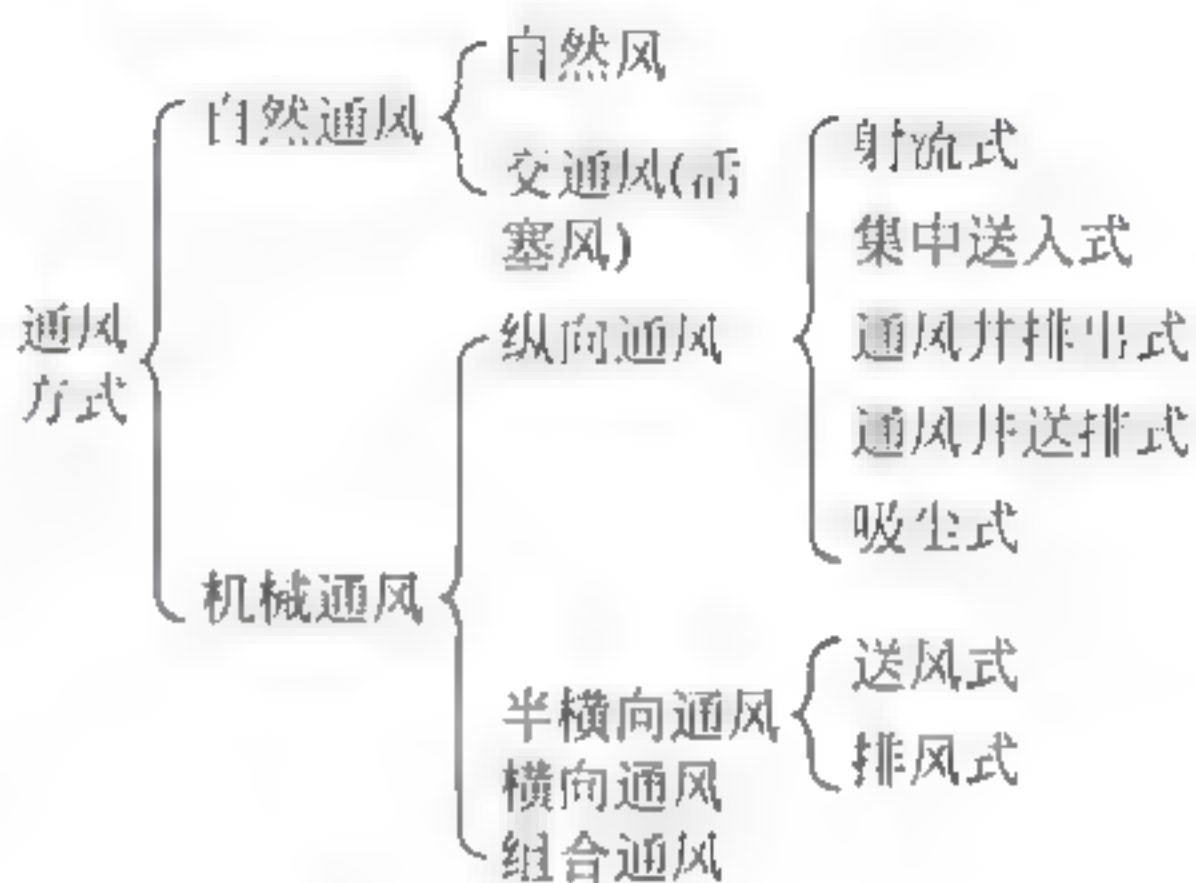 通风
方式
自然通风
自然风
交通风(活
塞风)
机械通风
纵向通风
射流式
集中送入式
通风井排出式
通风井送排式
吸尘式
半横向通风
送风式
排风式
横向通风
组合通风